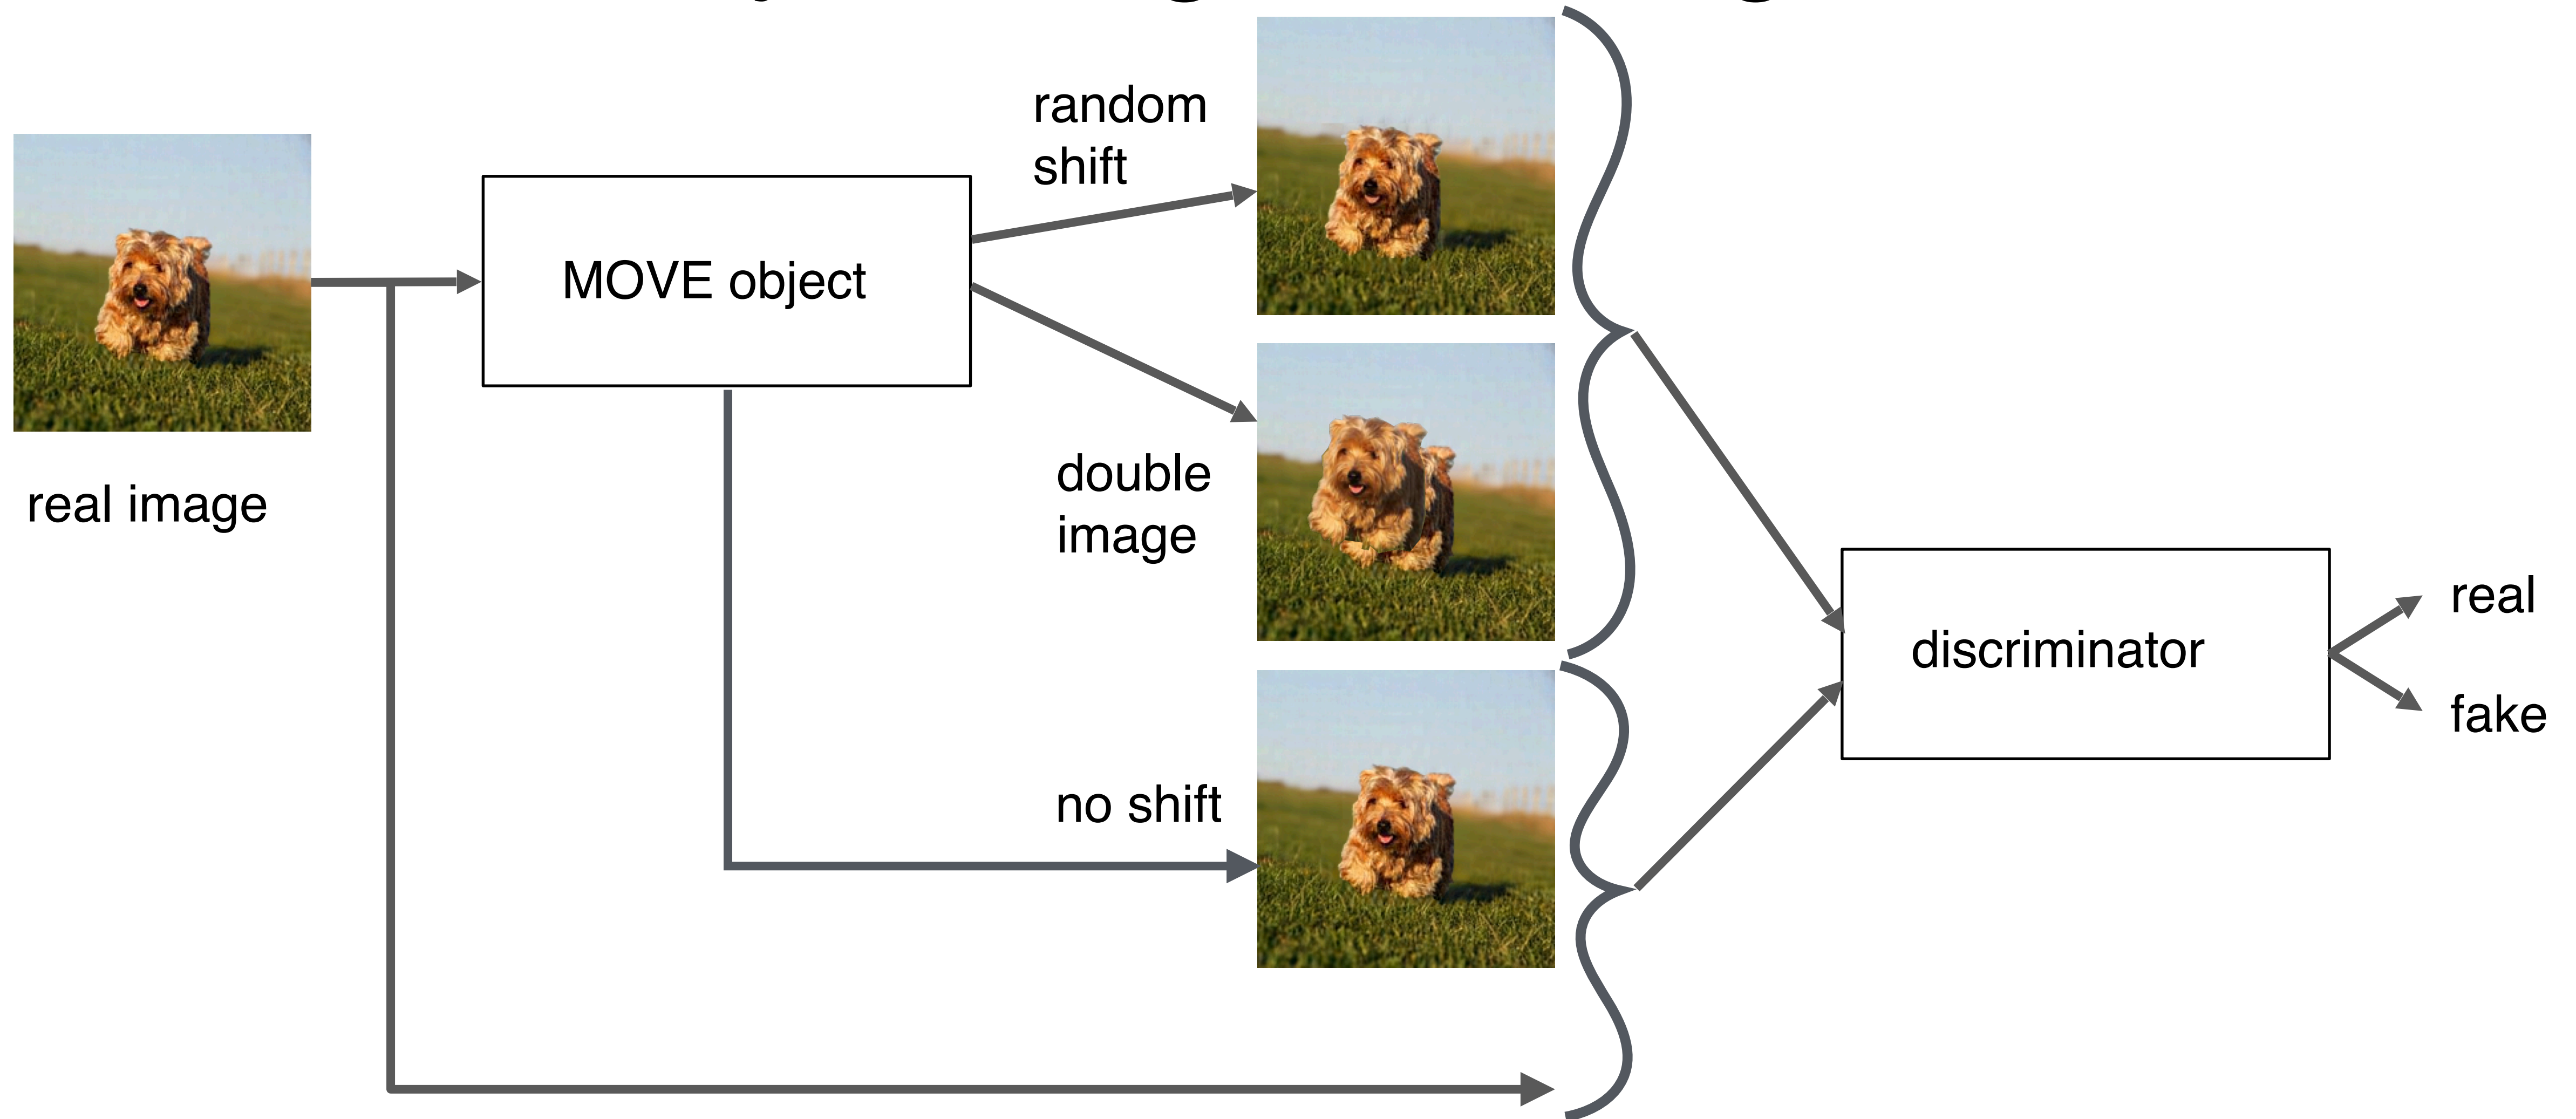 random
shift
MOVE object
real image
double
image
no shift
discriminator
real
fake